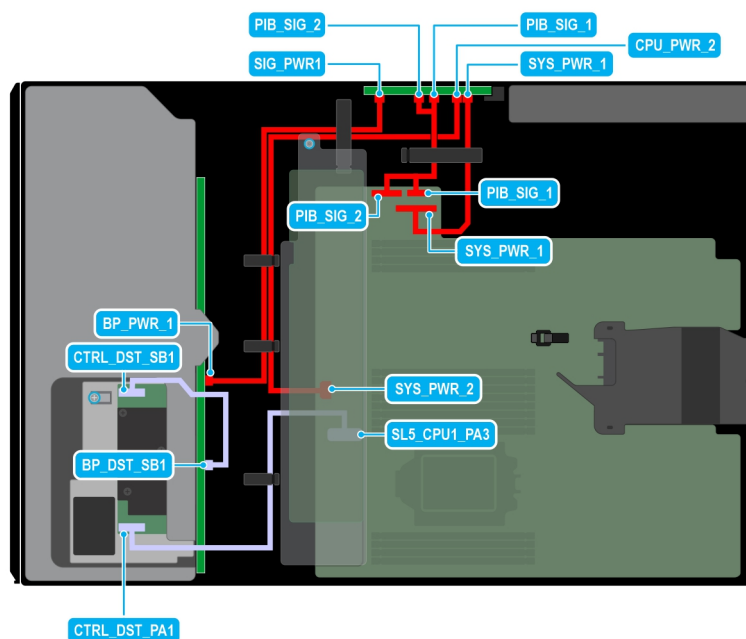 PIB_SIG_2
PIB_SIG_1
CPU_PWR_2
SIG_PWR1
SYS_PWR_1
PIB_SIG_1
PIB_SIG_2
SYS_PWR_1
BP_PWR_1
CTRL_DST_SB1
SYS_PWR_2
SL5_CPU1_PA3
BP_DST_SB1
CTRL_DST_PA1